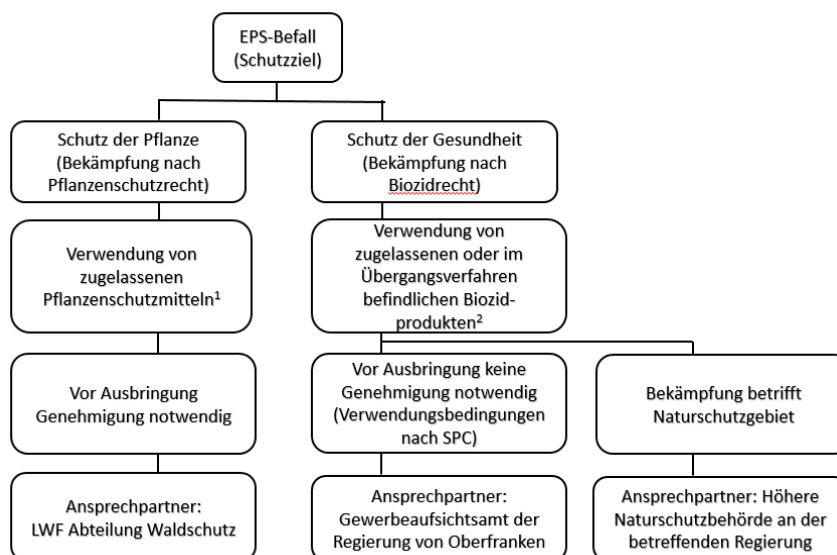 EPS-Befall
(Schutzziel)
Schutz der Pflanze
(Bekämpfung nach
Pflanzenschutzrecht)
Schutz der Gesundheit
(Bekämpfung nach
Biozidrecht)
Verwendung von
zugelassenen
Pflanzenschutzmitteln¹
Verwendung von
zugelassenen oder im
Übergangsverfahren
befindlichen Biozid-
produkten²
Vor Ausbringung
Genehmigung notwendig
Vor Ausbringung keine
Genehmigung notwendig
(Verwendungsbedingungen
nach SPC)
Bekämpfung betrifft
Naturschutzgebiet
Ansprechpartner:
LWF Abteilung Waldschutz
Ansprechpartner:
Gewerbeaufsichtsamt der
Regierung von Oberfranken
Ansprechpartner: Höhere
Naturschutzbehörde an der
betreffenden Regierung